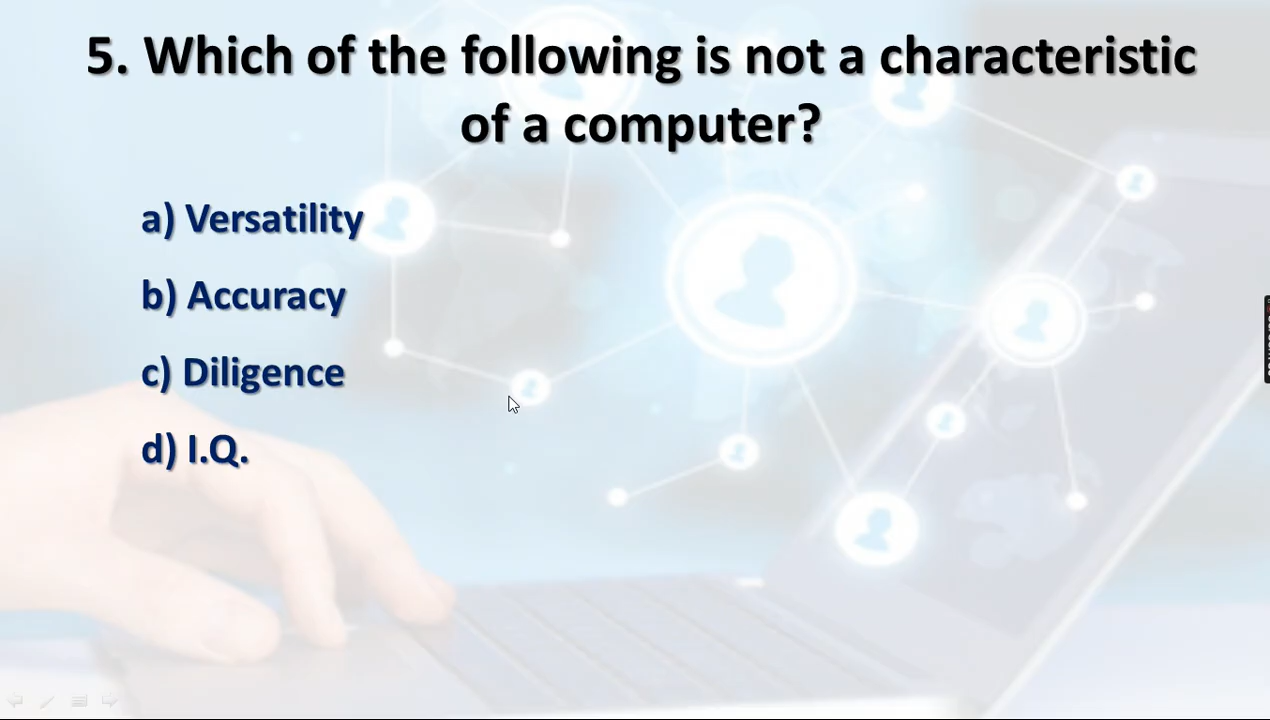 5. Which of the following is not a characteristic
of a computer?
a) Versatility
b) Accuracy
c) Diligence
d) I.Q.